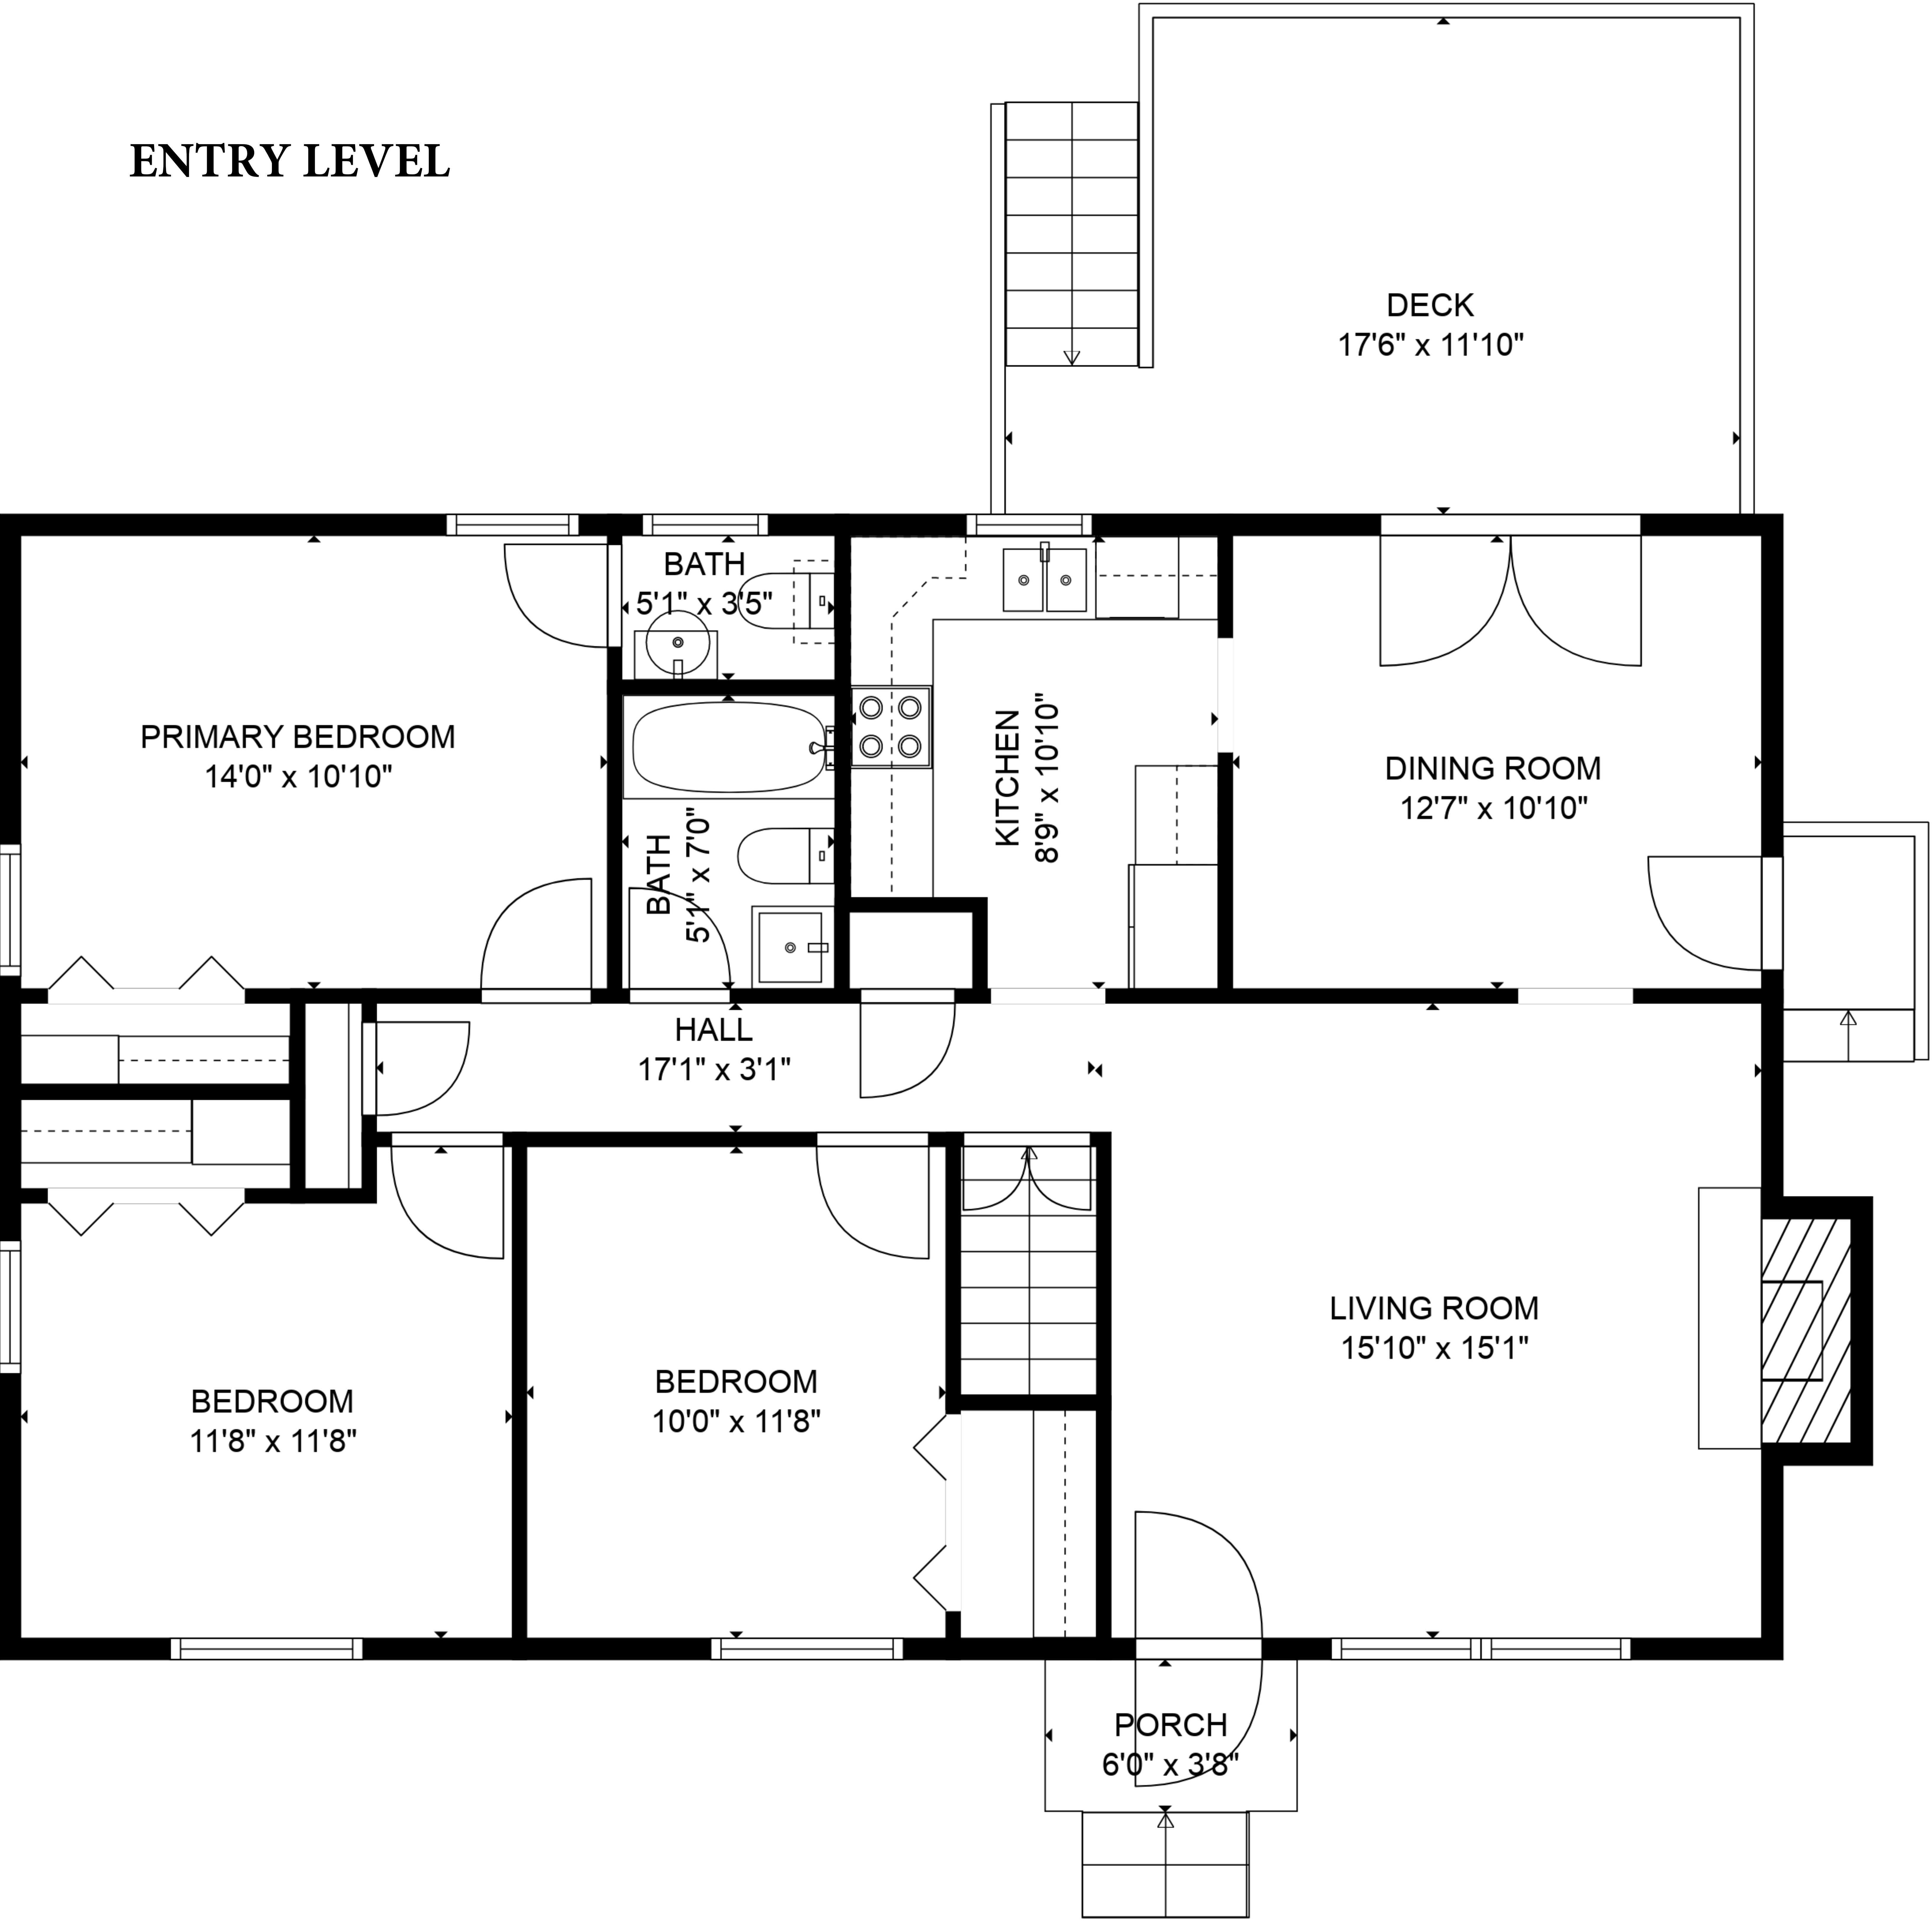 ENTRY LEVEL
DECK
17'6" x 11'10"
BATH
5'1" x 3'5"
PRIMARY BEDROOM
14'0" x 10'10"
BATH
5'1" x 7'0"
KITCHEN
8'9" x 10'10"
DINING ROOM
12'7" x 10'10"
HALL
17'1" x 3'1"
LIVING ROOM
15'10" x 15'1"
BEDROOM
11'8" x 11'8"
BEDROOM
10'0" x 11'8"
PORCH
6'0" x 3'8"